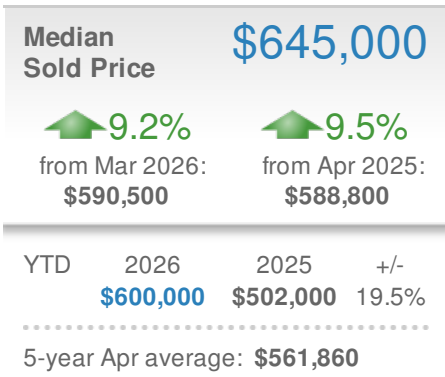 Median
Sold Price
$645,000
9.2%
9.5%
from Mar 2026:
from Apr 2025:
$590,500
$588,800
YTD 2026 2025 +/-
$600,000 $502,000 19.5%
5-year Apr average: $561,860